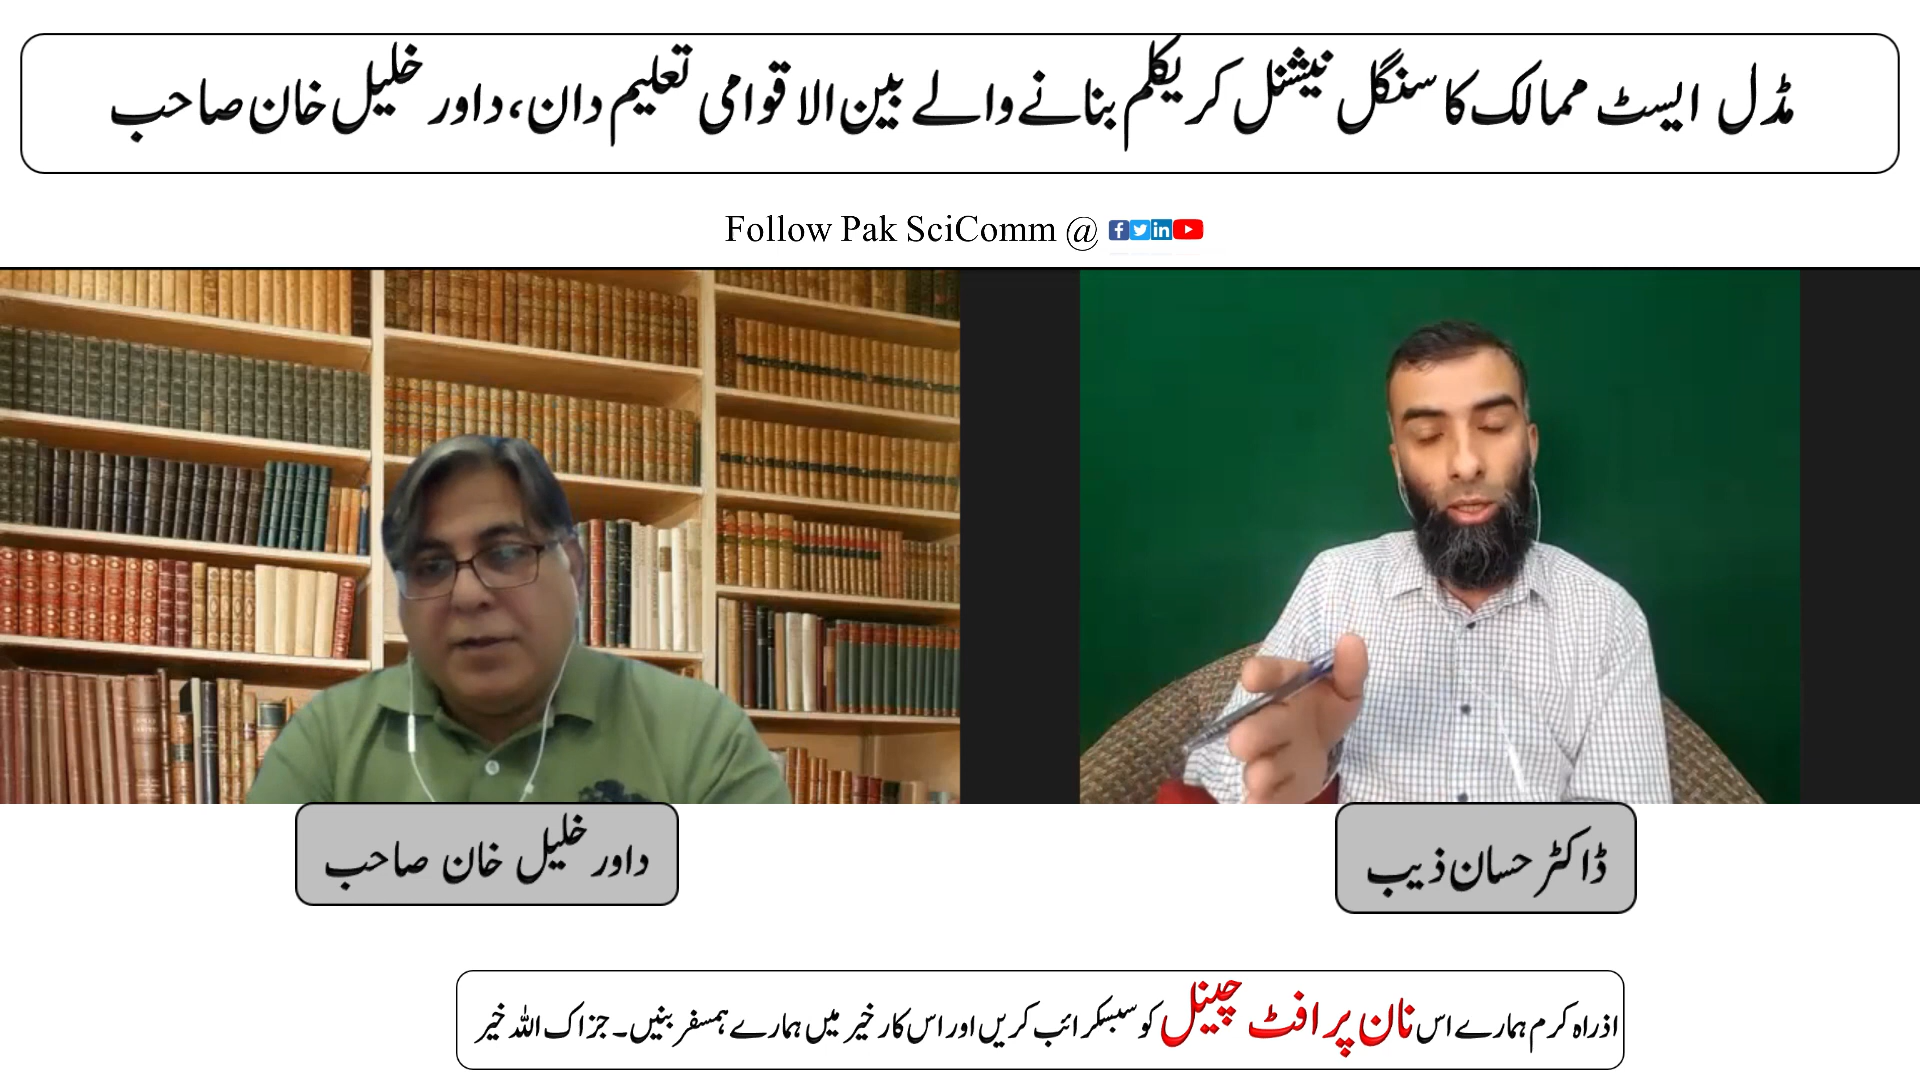 مڈل ایسٹ ممالک کا سنگل نیشنل کریکلم بنانے والے بین الاقوامی تعلیم دان، داور خلیل خان صاحب
Follow Pak SciComm @
داور خلیل خان صاحب
ڈاکٹر حسان ذیب
اذراہ کرم ہمارے اس نان پرافٹ چینل کو سبسکرائب کریں اور اس کار خیر میں ہمارے ہمسفر بنیں۔ جزاک اللہ خیر